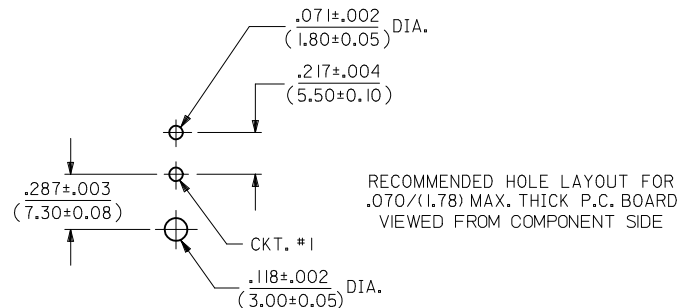 .071±.002 DIA.
(1.80±0.05)
.217±.004
(5.50±0.10)
.287±.003
(7.30±0.08)
RECOMMENDED HOLE LAYOUT FOR
.070/(1.78) MAX. THICK P.C. BOARD
VIEWED FROM COMPONENT SIDE
CKT. #1
.118±.002 DIA.
(3.00±0.05)